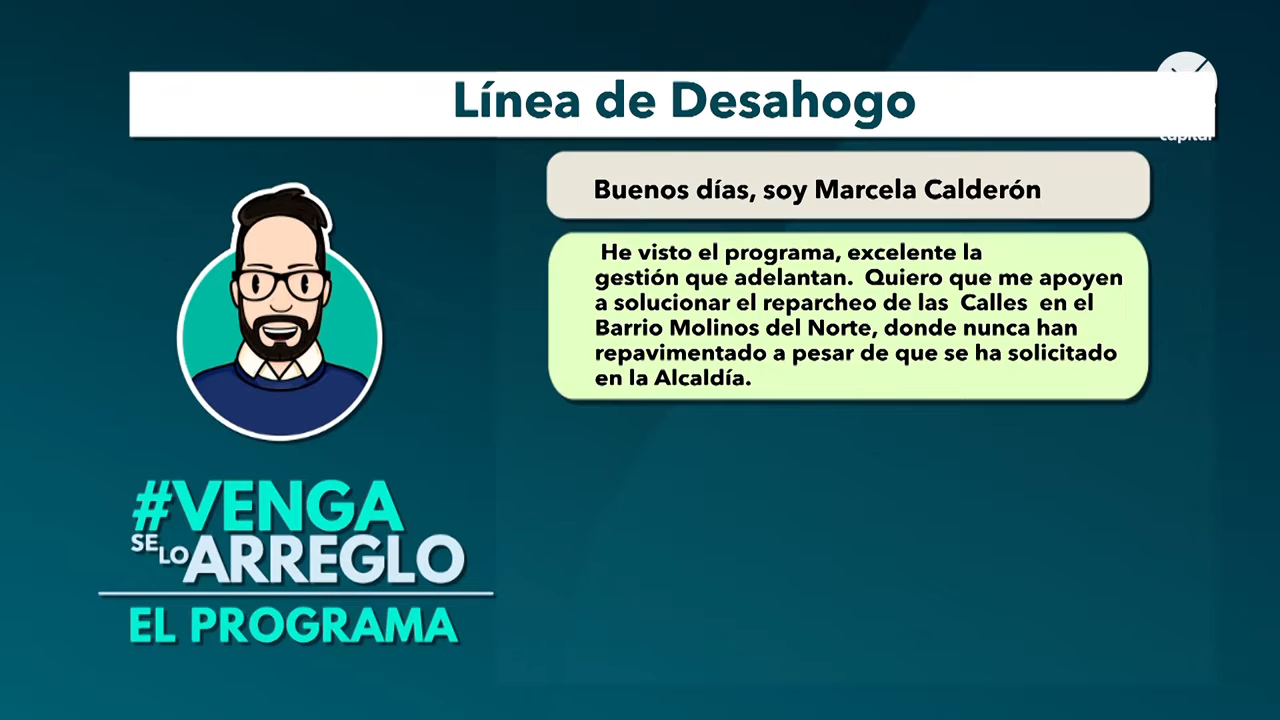 Línea de Desahogo
capital
Buenos días, soy Marcela Calderón
He visto el programa, excelente la
gestión que adelantan. Quiero que me apoyen
a solucionar el reparcheo de las Calles en el
Barrio Molinos del Norte, donde nunca han
repavimentado a pesar de que se ha solicitado
en la Alcaldía.
#VENGA
SE LO ARREGLO
EL PROGRAMA